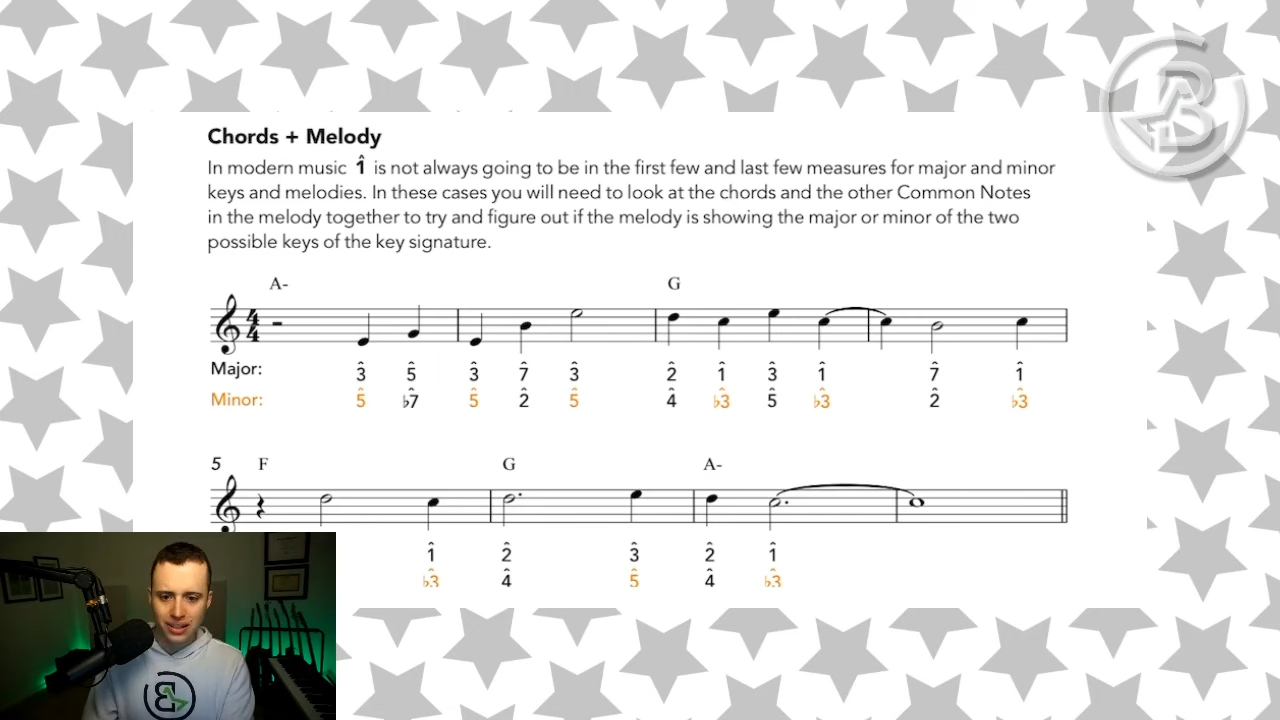 Chords + Melody
In modern music 1̂ is not always going to be in the first few and last few measures for major and minor
keys and melodies. In these cases you will need to look at the chords and the other Common Notes
in the melody together to try and figure out if the melody is showing the major or minor of the two
possible keys of the key signature.
A- G
4
4
Major: 3̂ 5̂ 3̂ 7̂ 3̂ 2̂ 1̂ 3̂ 1̂ 7̂ 1̂
Minor: 5̂ ♭7̂ 5̂ 2̂ 5̂ 4̂ ♭3̂ 5̂ ♭3̂ 2̂ ♭3̂
5 F G A-
1̂ 2̂ 3̂ 2̂ 1̂
♭3̂ 4̂ 5̂ 4̂ ♭3̂